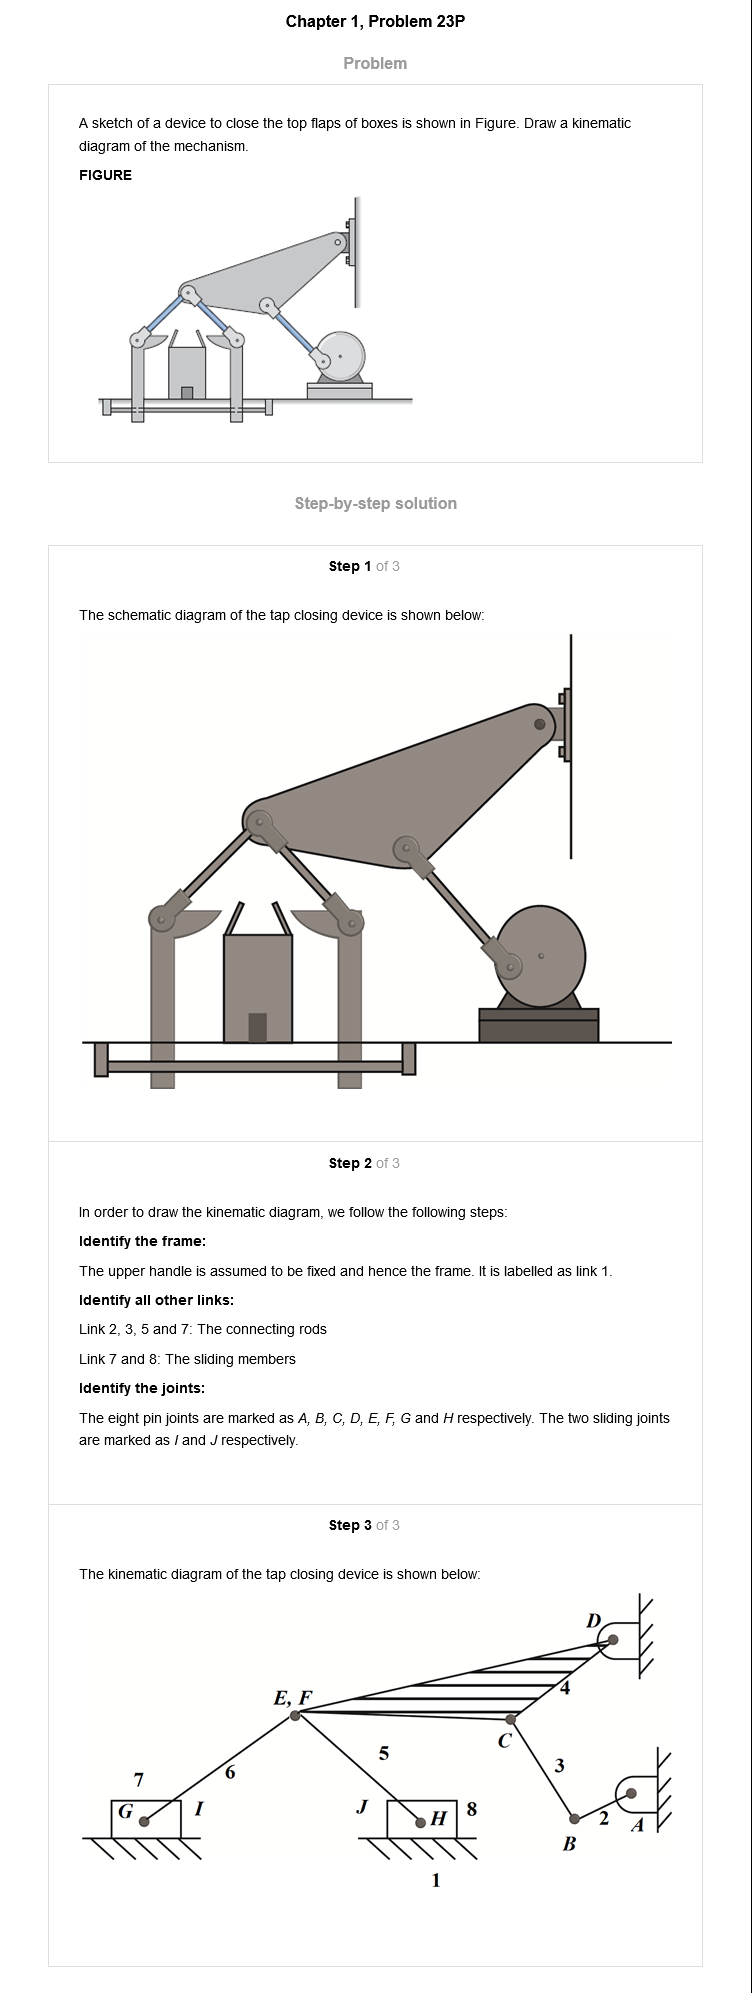 Chapter 1, Problem 23P
Problem
A sketch of a device to close the top flaps of boxes is shown in Figure. Draw a kinematic
diagram of the mechanism.
FIGURE
Step-by-step solution
Step 1 of 3
The schematic diagram of the tap closing device is shown below:
Step 2 of 3
In order to draw the kinematic diagram, we follow the following steps:
Identify the frame:
The upper handle is assumed to be fixed and hence the frame. It is labelled as link 1.
Identify all other links:
Link 2, 3, 5 and 7: The connecting rods
Link 7 and 8: The sliding members
Identify the joints:
The eight pin joints are marked as A, B, C, D, E, F, G and H respectively. The two sliding joints
are marked as I and J respectively.
Step 3 of 3
The kinematic diagram of the tap closing device is shown below:
D
4
E, F
C
5
3
6
7
G
I
J
H
8
2
A
B
1